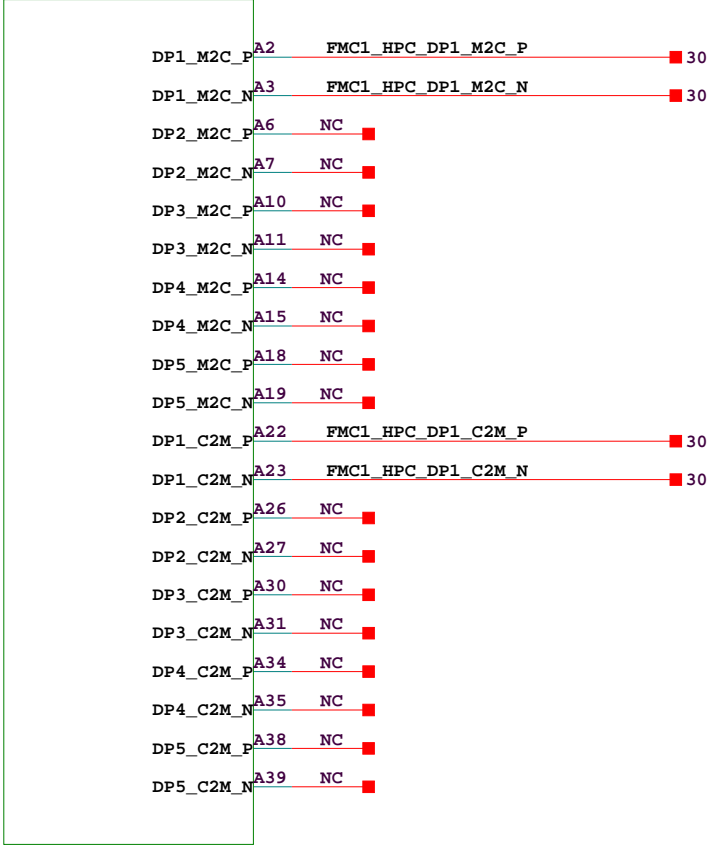 DP1_M2C_P A2 FMC1_HPC_DP1_M2C_P 30
DP1_M2C_N A3 FMC1_HPC_DP1_M2C_N 30
DP2_M2C_P A6 NC
DP2_M2C_N A7 NC
DP3_M2C_P A10 NC
DP3_M2C_N A11 NC
DP4_M2C_P A14 NC
DP4_M2C_N A15 NC
DP5_M2C_P A18 NC
DP5_M2C_N A19 NC
DP1_C2M_P A22 FMC1_HPC_DP1_C2M_P 30
DP1_C2M_N A23 FMC1_HPC_DP1_C2M_N 30
DP2_C2M_P A26 NC
DP2_C2M_N A27 NC
DP3_C2M_P A30 NC
DP3_C2M_N A31 NC
DP4_C2M_P A34 NC
DP4_C2M_N A35 NC
DP5_C2M_P A38 NC
DP5_C2M_N A39 NC